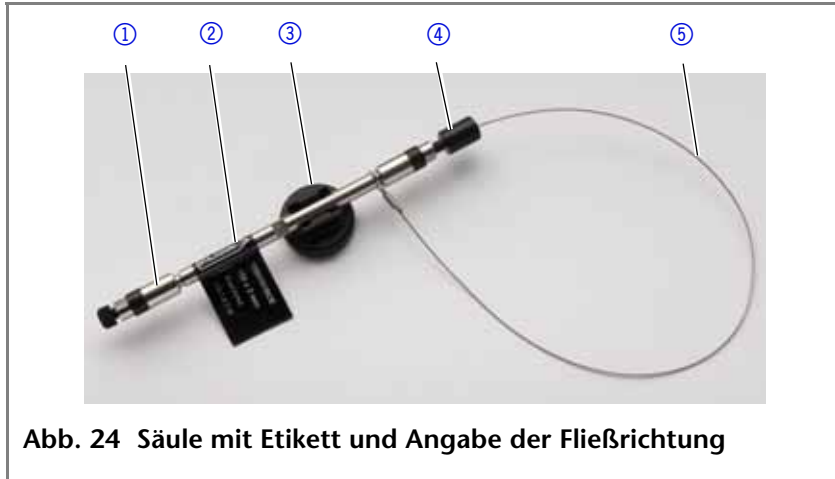 ① ② ③ ④ ⑤
Abb. 24 Säule mit Etikett und Angabe der Fließrichtung